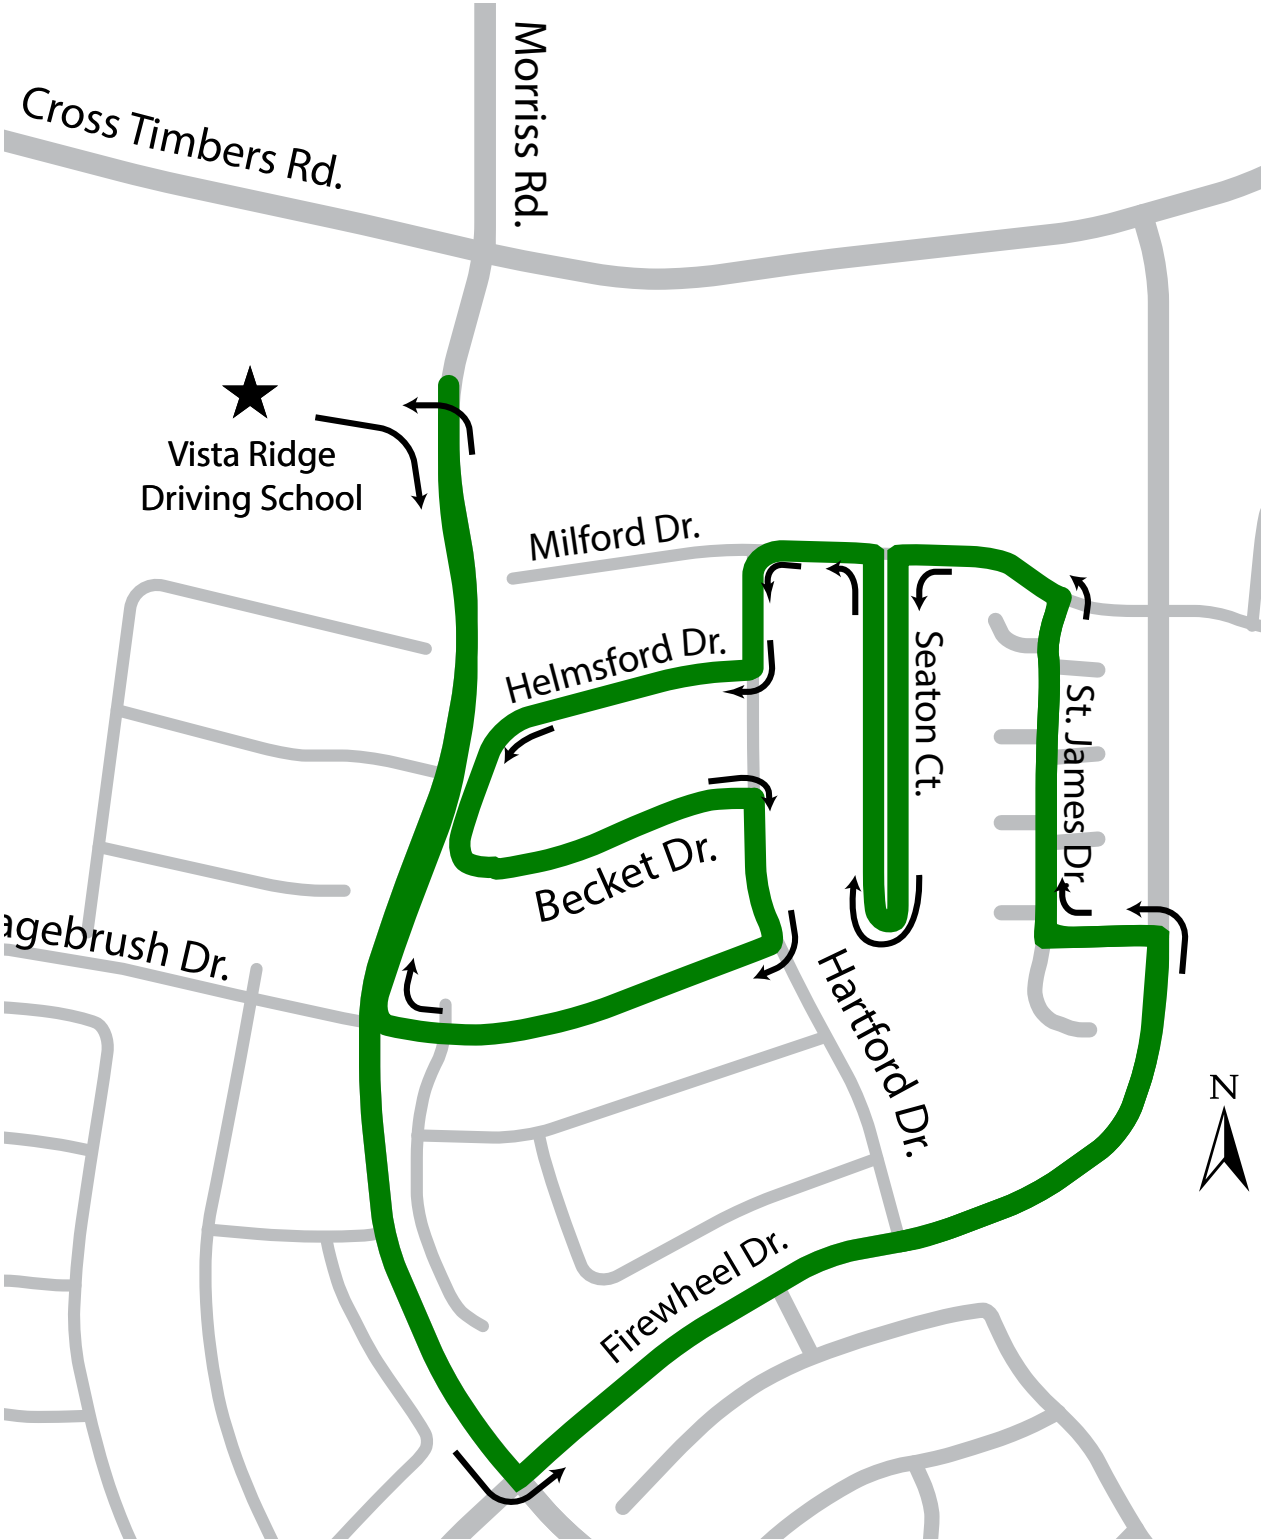 Morriss Rd.
Cross Timbers Rd.
Vista Ridge
Driving School
Milford Dr.
Helmsford Dr.
Seaton Ct.
St. James Dr.
Becket Dr.
agebrush Dr.
Hartford Dr.
N
Firewheel Dr.